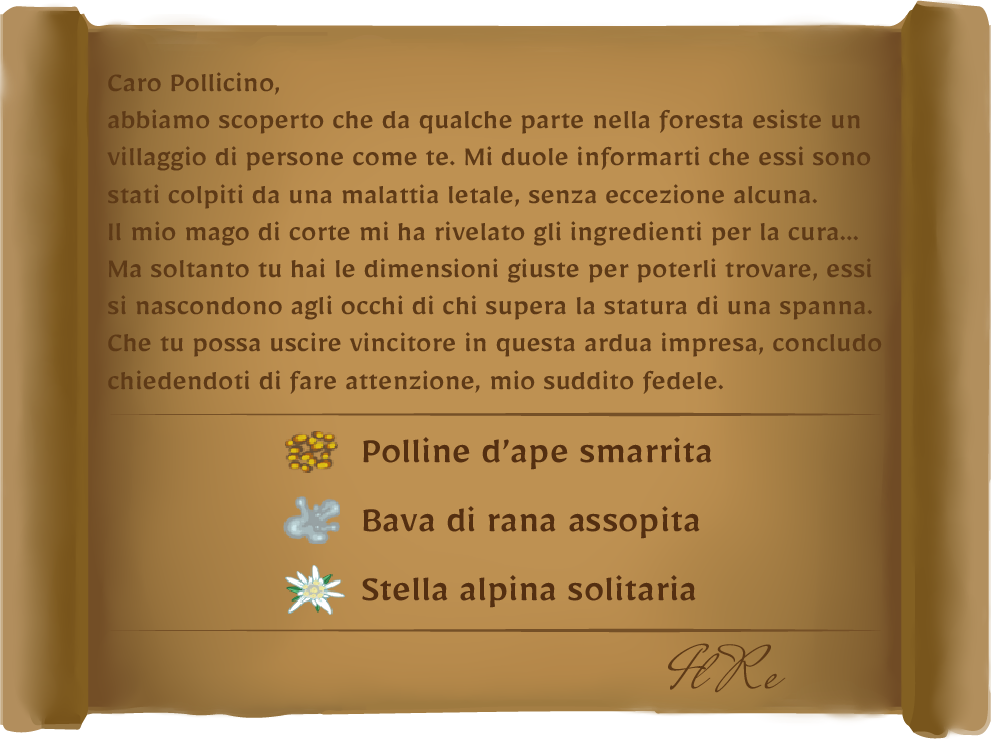 Caro Pollicino,
abbiamo scoperto che da qualche parte nella foresta esiste un
villaggio di persone come te. Mi duole informarti che essi sono
stati colpiti da una malattia letale, senza eccezione alcuna.
Il mio mago di corte mi ha rivelato gli ingredienti per la cura...
Ma soltanto tu hai le dimensioni giuste per poterli trovare, essi
si nascondono agli occhi di chi supera la statura di una spanna.
Che tu possa uscire vincitore in questa ardua impresa, concludo
chiedendoti di fare attenzione, mio suddito fedele.
Polline d’ape smarrita
Bava di rana assopita
Stella alpina solitaria
Il Re